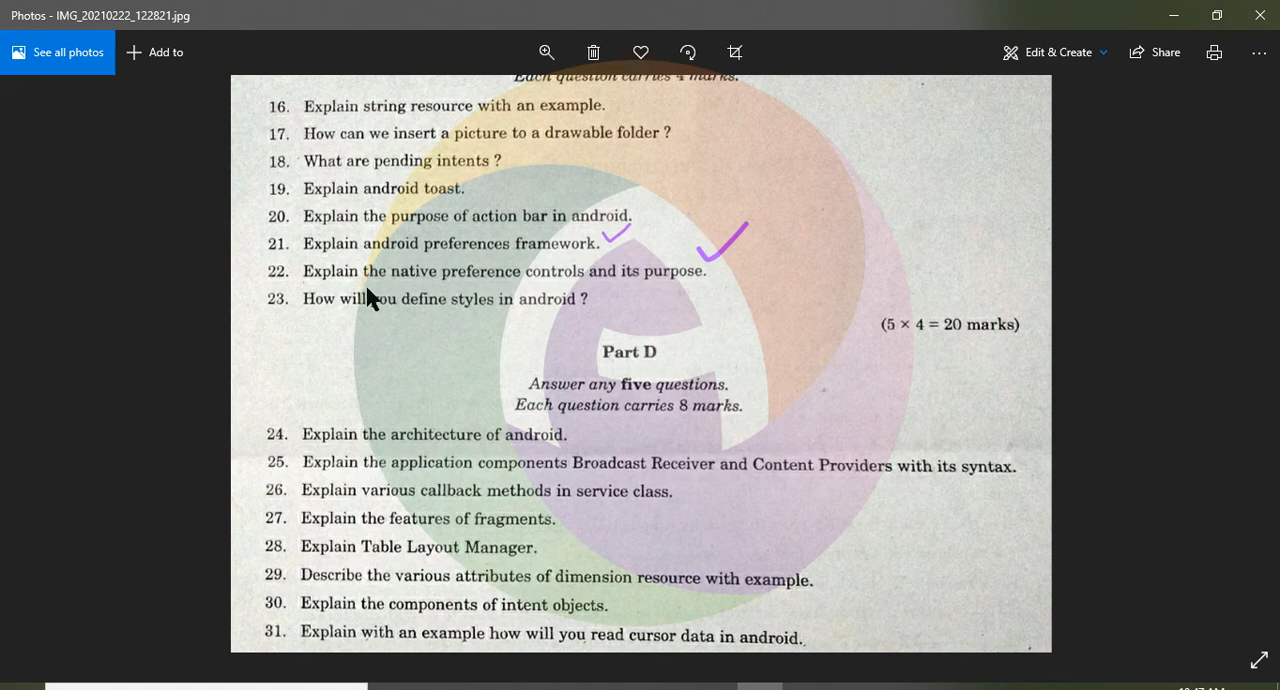 Photos - IMG_20210222_122821.jpg
See all photos
Add to
Edit & Create
Share
Each question carries 4 marks.
16. Explain string resource with an example.
17. How can we insert a picture to a drawable folder ?
18. What are pending intents ?
19. Explain android toast.
20. Explain the purpose of action bar in android.
21. Explain android preferences framework.
22. Explain the native preference controls and its purpose.
23. How will you define styles in android ?
(5 × 4 = 20 marks)
Part D
Answer any five questions.
Each question carries 8 marks.
24. Explain the architecture of android.
25. Explain the application components Broadcast Receiver and Content Providers with its syntax.
26. Explain various callback methods in service class.
27. Explain the features of fragments.
28. Explain Table Layout Manager.
29. Describe the various attributes of dimension resource with example.
30. Explain the components of intent objects.
31. Explain with an example how will you read cursor data in android.